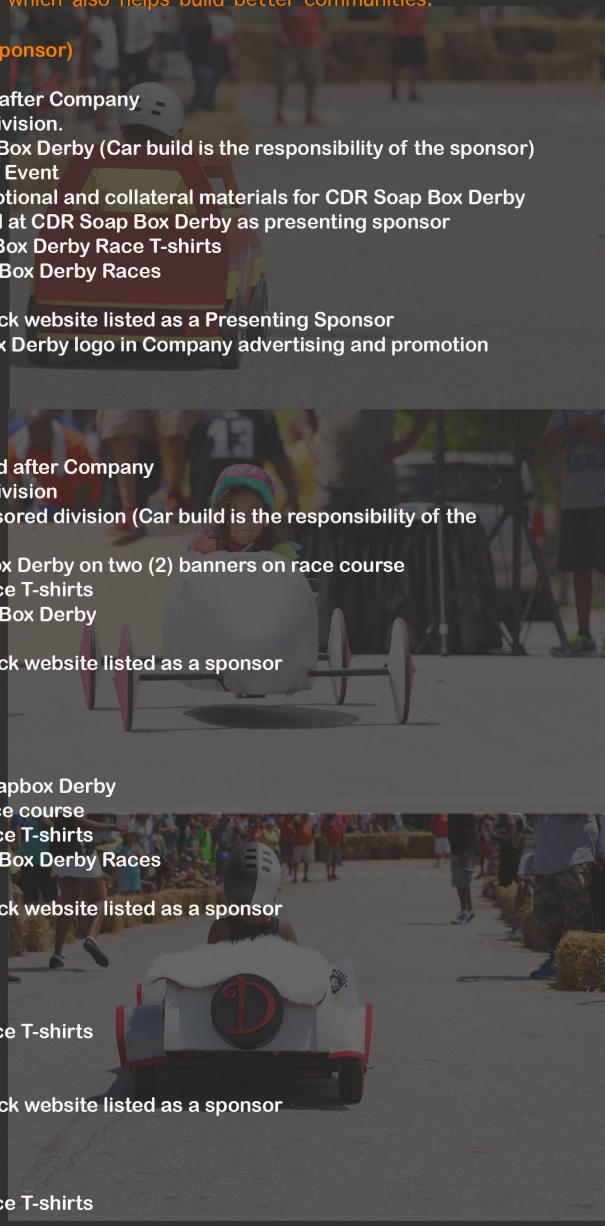 which also helps build better communities.
ponsor)
after Company
ivision.
Box Derby (Car build is the responsibility of the sponsor)
Event
otional and collateral materials for CDR Soap Box Derby
at CDR Soap Box Derby as presenting sponsor
Box Derby Race T-shirts
Box Derby Races
ck website listed as a Presenting Sponsor
x Derby logo in Company advertising and promotion
13
d after Company
ivision
sored division (Car build is the responsibility of the
ox Derby on two (2) banners on race course
ce T-shirts
Box Derby
ck website listed as a sponsor
apbox Derby
ce course
ce T-shirts
Box Derby Races
ck website listed as a sponsor
D
ce T-shirts
ck website listed as a sponsor
ce T-shirts